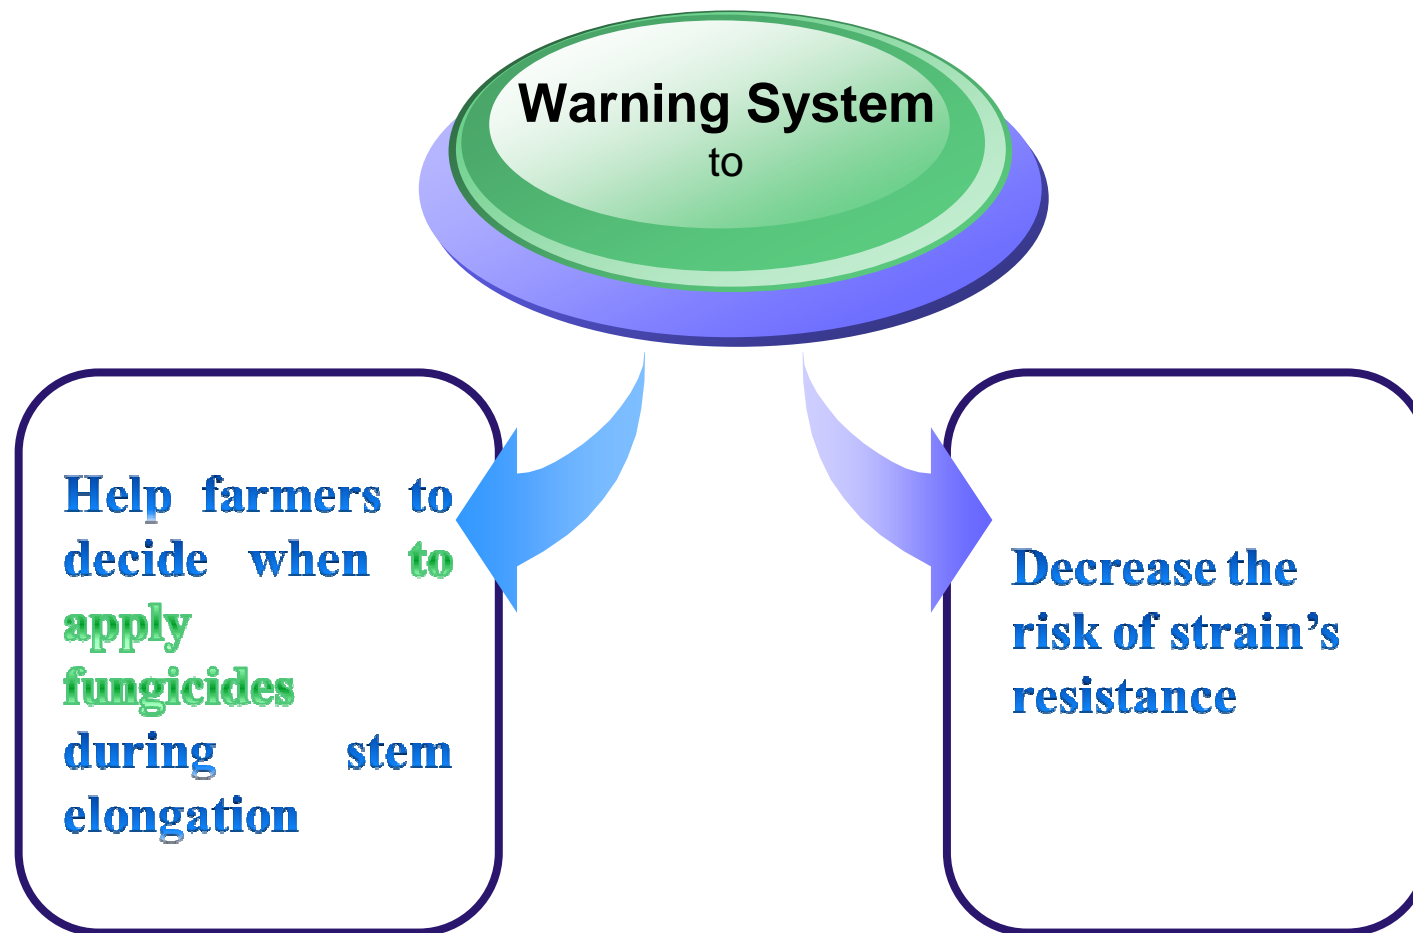 Warning System
to
Help farmers to
decide when to
apply
fungicides
during stem
elongation
Decrease the
risk of strain’s
resistance